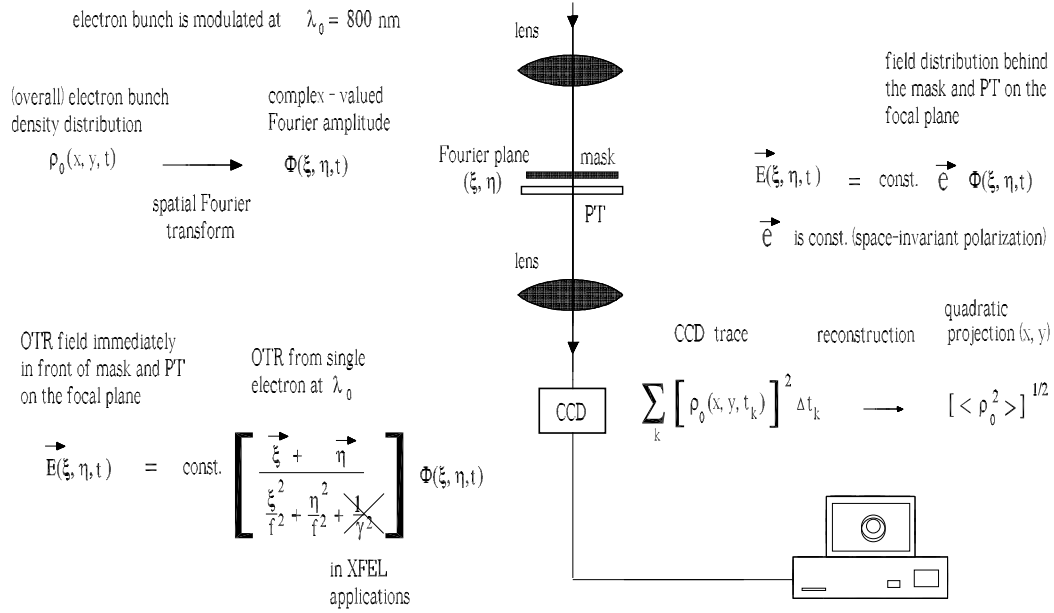 electron bunch is modulated at λ₀ = 800 nm
(overall) electron bunch
density distribution
ρ₀(x, y, t)
complex-valued
Fourier amplitude
Φ(ξ, η,t)
spatial Fourier
transform
lens
Fourier plane
(ξ, η)
mask
PT
lens
CCD
field distribution behind
the mask and PT on the
focal plane
E⃗(ξ, η,t) = const. e⃗ Φ(ξ, η,t)
e⃗ is const. (space-invariant polarization)
OTR field immediately
in front of mask and PT
on the focal plane
OTR from single
electron at λ₀
E⃗(ξ, η,t) = const. [ (ξ⃗ + η⃗) / (ξ²/f² + η²/f² + 1/γ²) ] Φ(ξ, η,t)
in XFEL
applications
CCD trace
reconstruction
quadratic
projection (x, y)
∑ₖ [ρ₀(x, y, tₖ)]² Δtₖ → [<ρ₀²>]^1/2